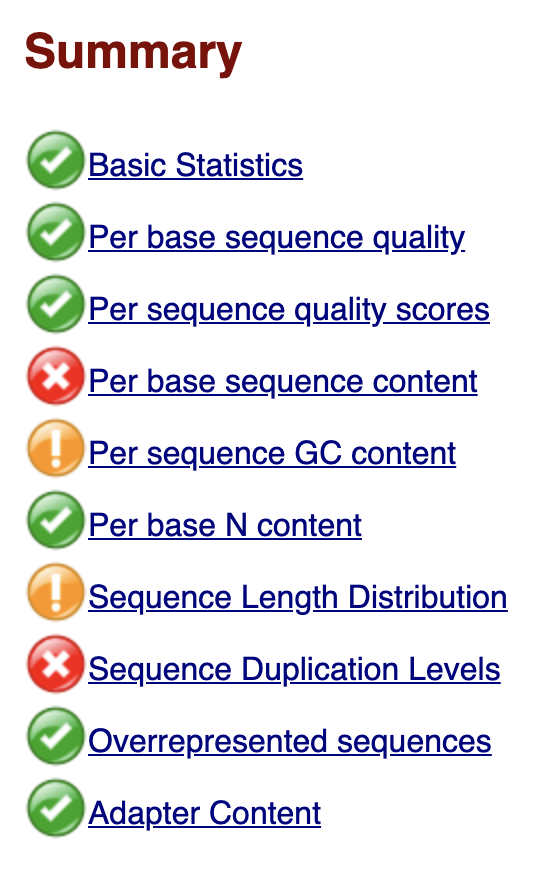 Summary
Basic Statistics
Per base sequence quality
Per sequence quality scores
Per base sequence content
Per sequence GC content
Per base N content
Sequence Length Distribution
Sequence Duplication Levels
Overrepresented sequences
Adapter Content